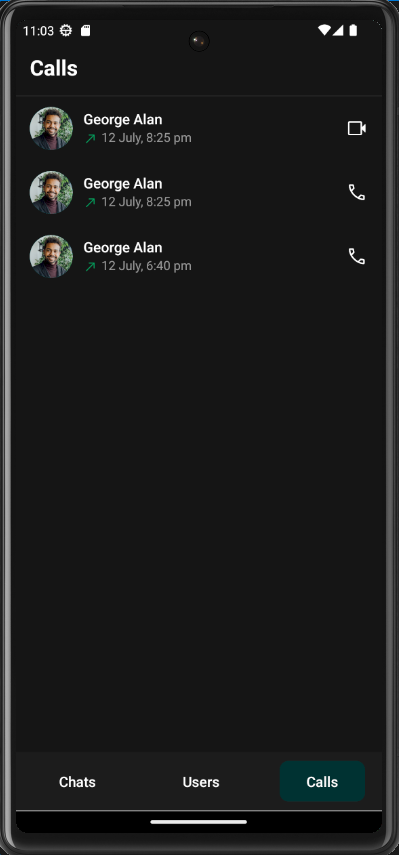 11:03
Calls
George Alan
12 July, 8:25 pm
George Alan
12 July, 8:25 pm
George Alan
12 July, 6:40 pm
Chats Users Calls